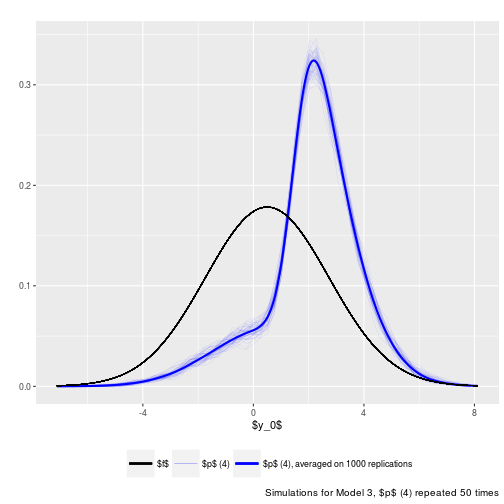 0.3
0.2
0.1
0.0
-4 0 4 8
$y_0$
$f$ $p$ (4) $p$ (4), averaged on 1000 replications
Simulations for Model 3, $p$ (4) repeated 50 times